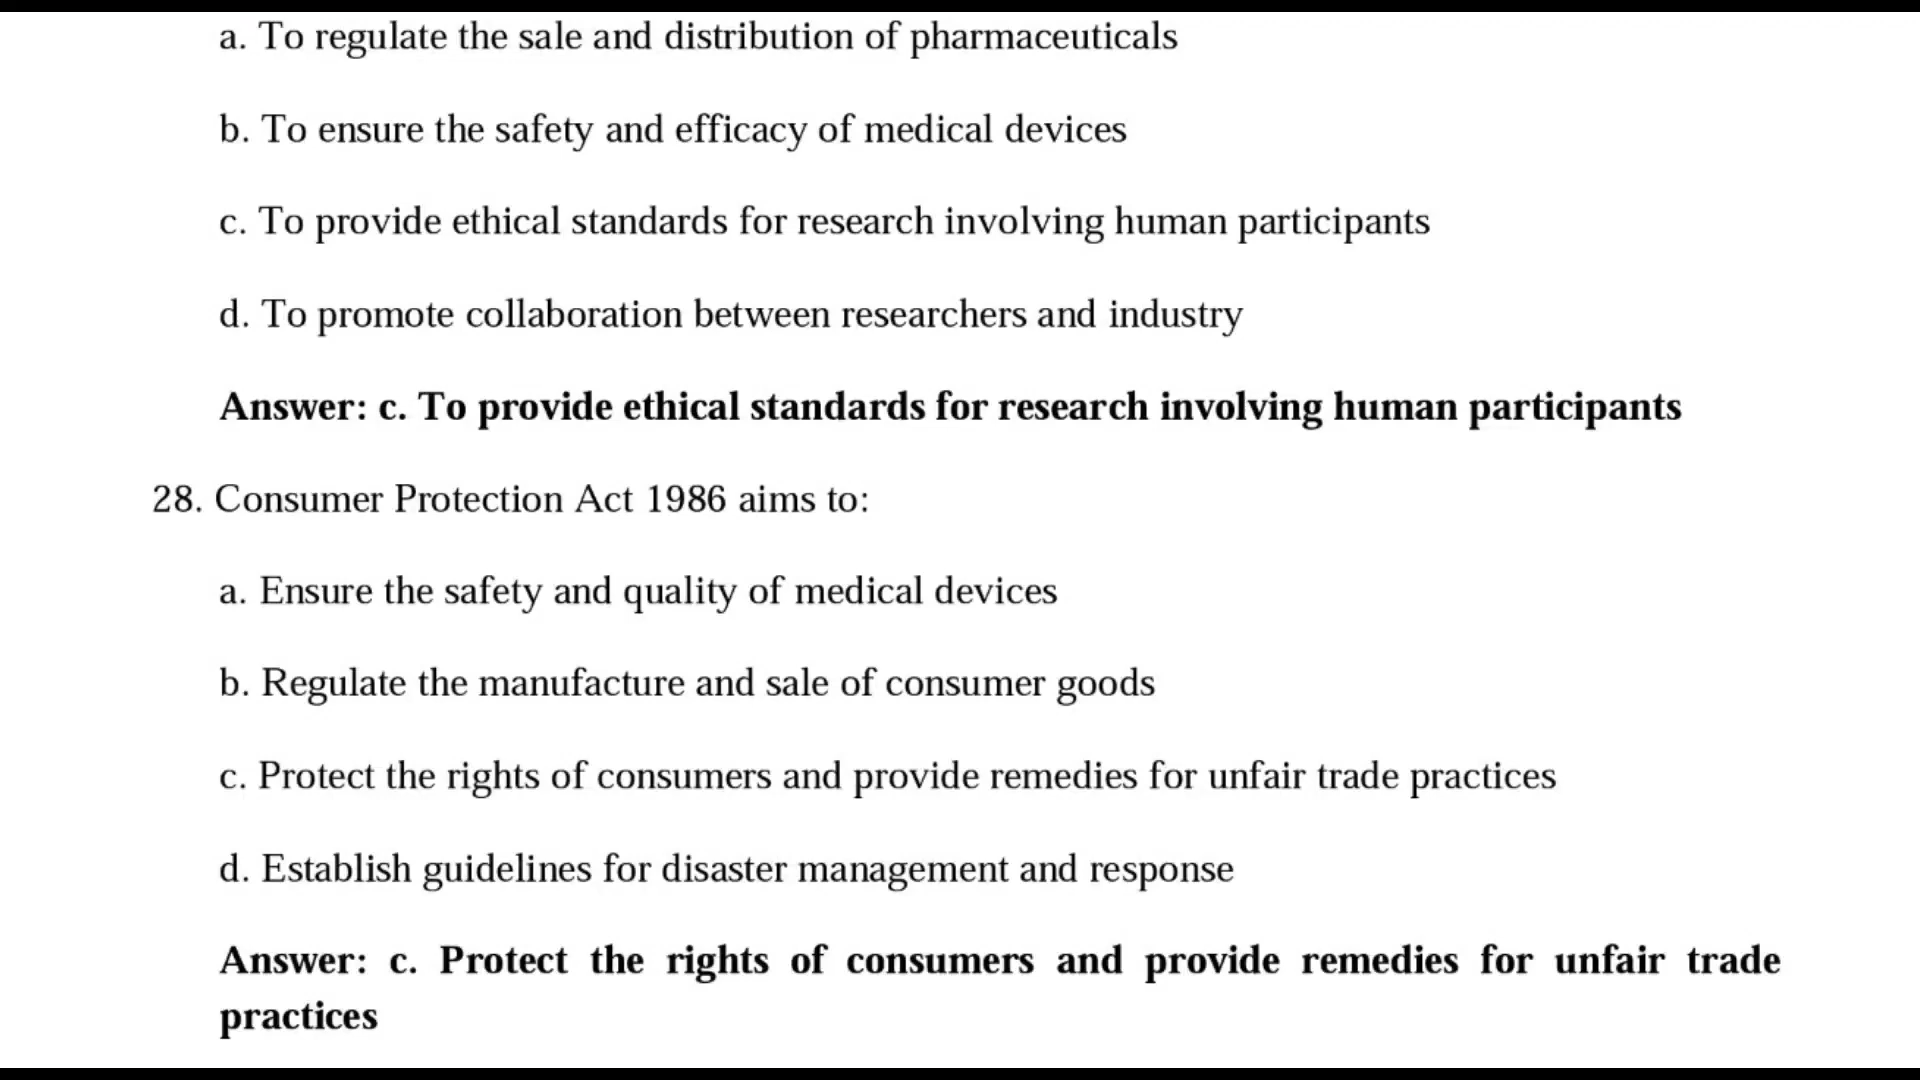 a. To regulate the sale and distribution of pharmaceuticals
b. To ensure the safety and efficacy of medical devices
c. To provide ethical standards for research involving human participants
d. To promote collaboration between researchers and industry
Answer: c. To provide ethical standards for research involving human participants
28. Consumer Protection Act 1986 aims to:
a. Ensure the safety and quality of medical devices
b. Regulate the manufacture and sale of consumer goods
c. Protect the rights of consumers and provide remedies for unfair trade practices
d. Establish guidelines for disaster management and response
Answer: c. Protect the rights of consumers and provide remedies for unfair trade
practices